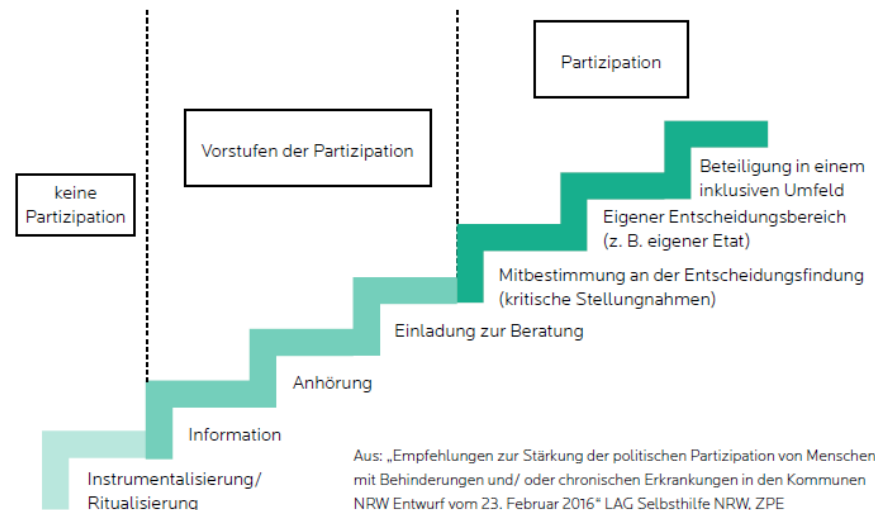 Partizipation
Vorstufen der Partizipation
keine
Partizipation
Beteiligung in einem
inklusiven Umfeld
Eigener Entscheidungsbereich
(z. B. eigener Etat)
Mitbestimmung an der Entscheidungsfindung
(kritische Stellungnahmen)
Einladung zur Beratung
Anhörung
Information
Instrumentalisierung/
Ritualisierung
Aus: „Empfehlungen zur Stärkung der politischen Partizipation von Menschen
mit Behinderungen und/ oder chronischen Erkrankungen in den Kommunen
NRW Entwurf vom 23. Februar 2016“ LAG Selbsthilfe NRW, ZPE